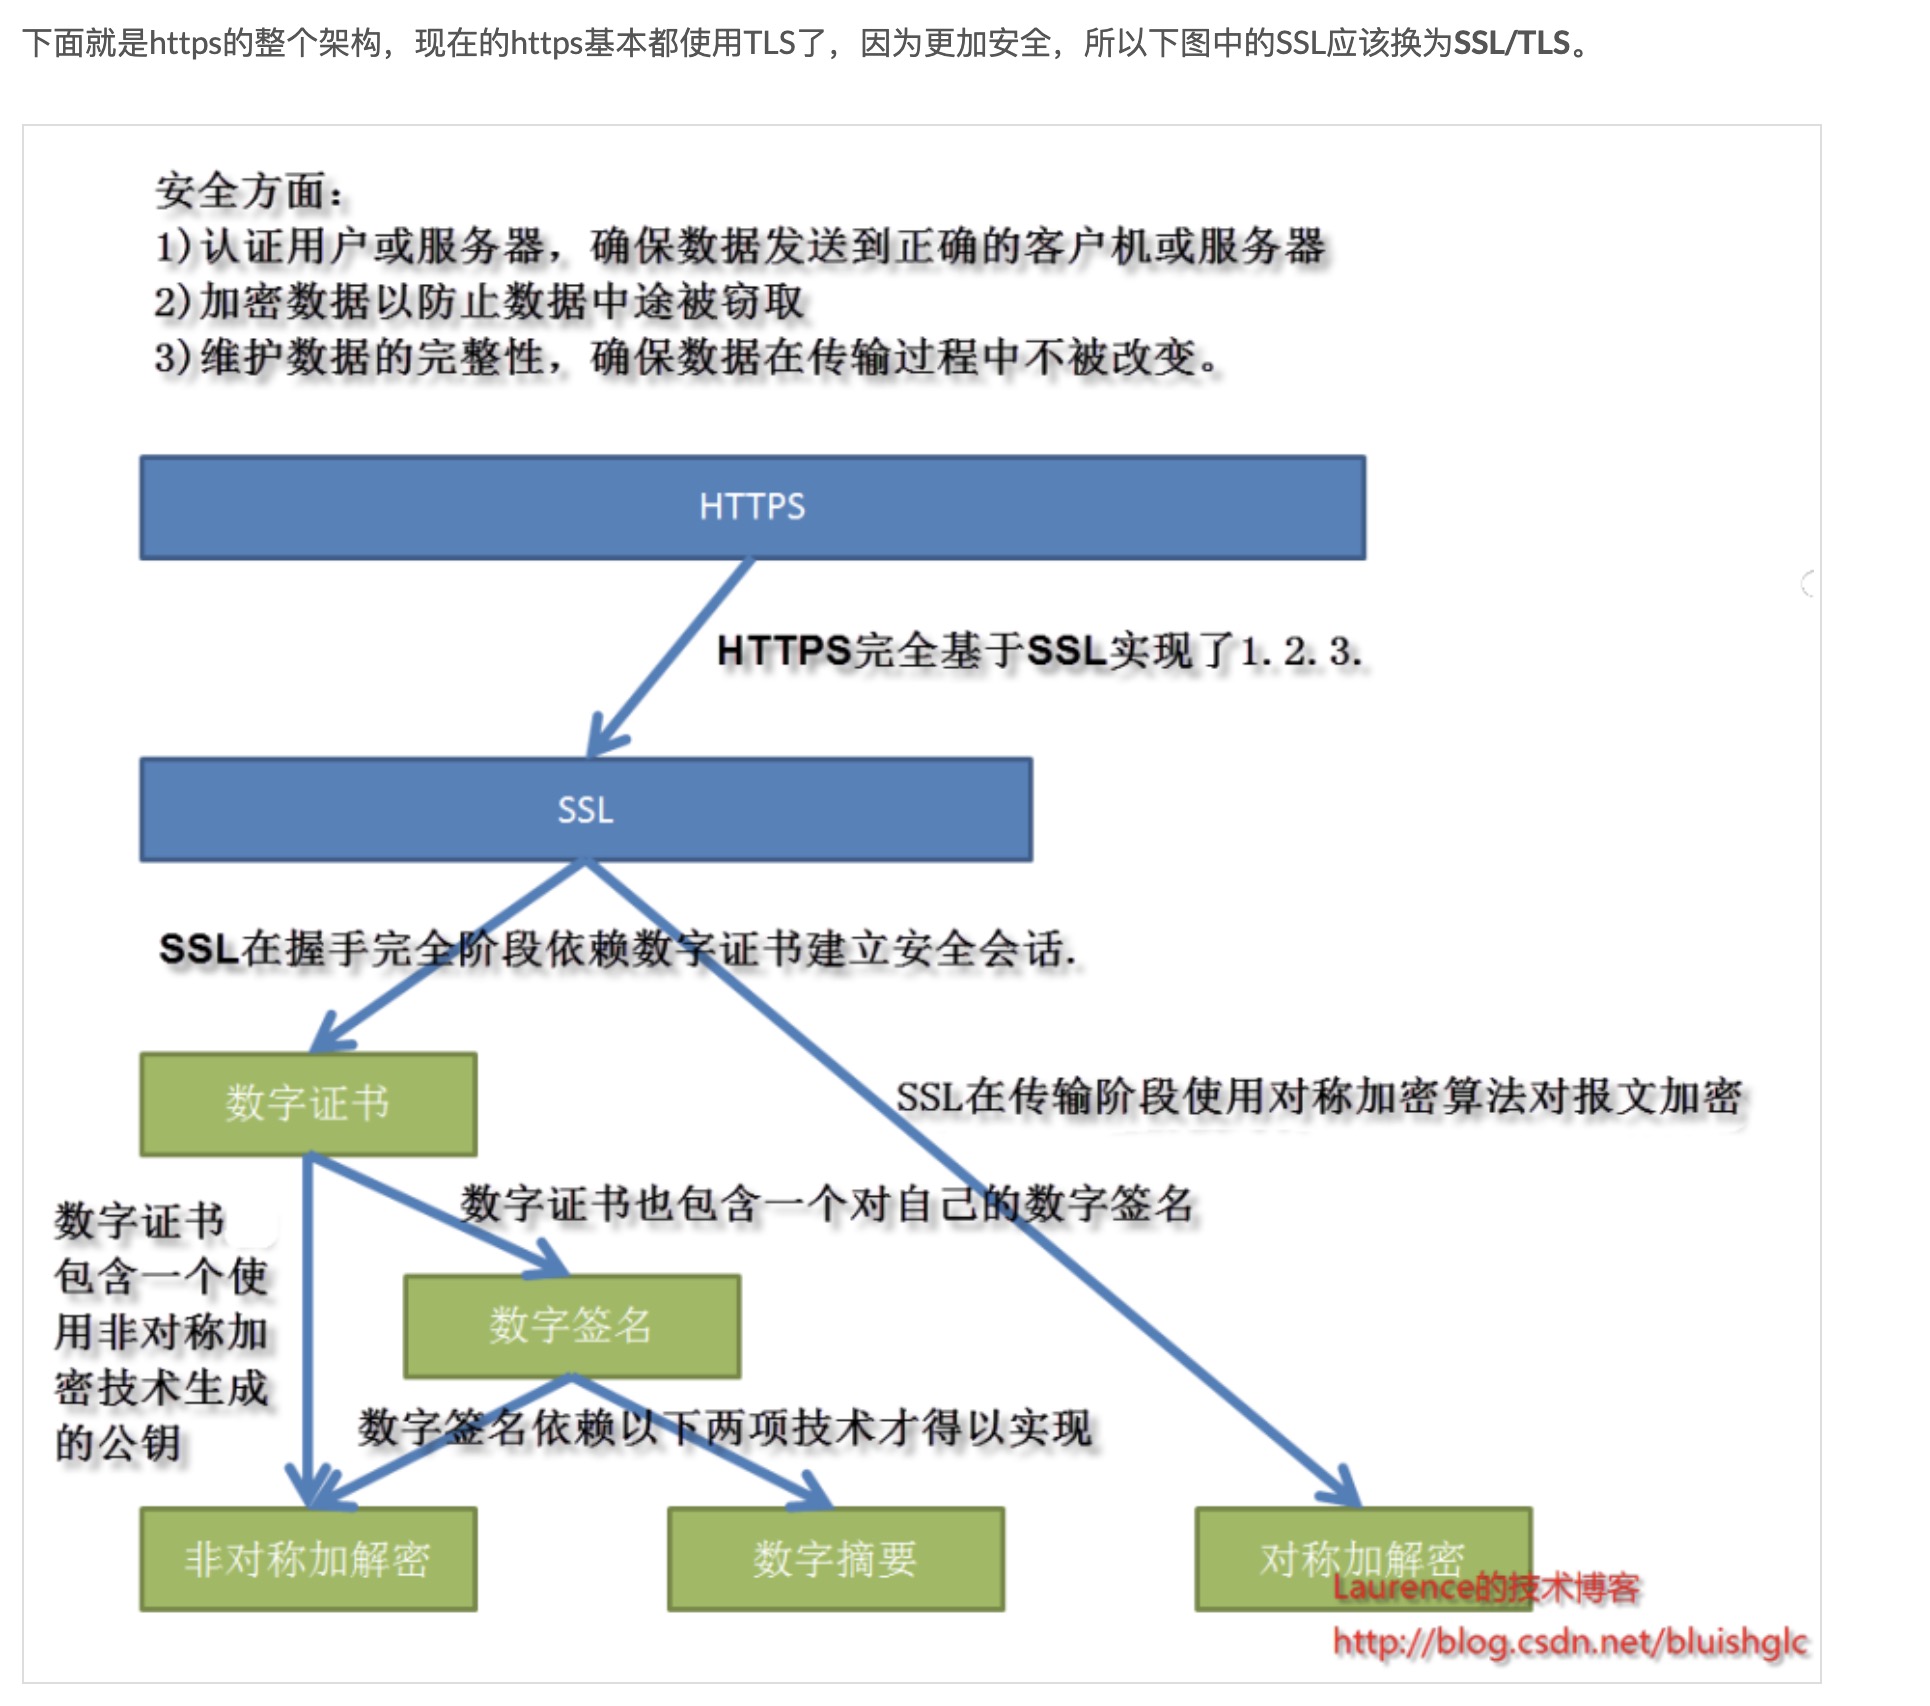 下面就是https的整个架构，现在的https基本都使用TLS了，因为更加安全，所以下图中的SSL应该换为SSL/TLS。
安全方面：
1)认证用户或服务器，确保数据发送到正确的客户机或服务器
2)加密数据以防止数据中途被窃取
3)维护数据的完整性，确保数据在传输过程中不被改变。
HTTPS
HTTPS完全基于SSL实现了1.2.3.
SSL
SSL在握手完全阶段依赖数字证书建立安全会话.
数字证书
SSL在传输阶段使用对称加密算法对报文加密
数字证书也包含一个对自己的数字签名
数字证书
包含一个使
用非对称加
密技术生成
的公钥
数字签名
数字签名依赖以下两项技术才得以实现
非对称加解密
数字摘要
对称加解密
Laurence的技术博客
http://blog.csdn.net/bluishglc